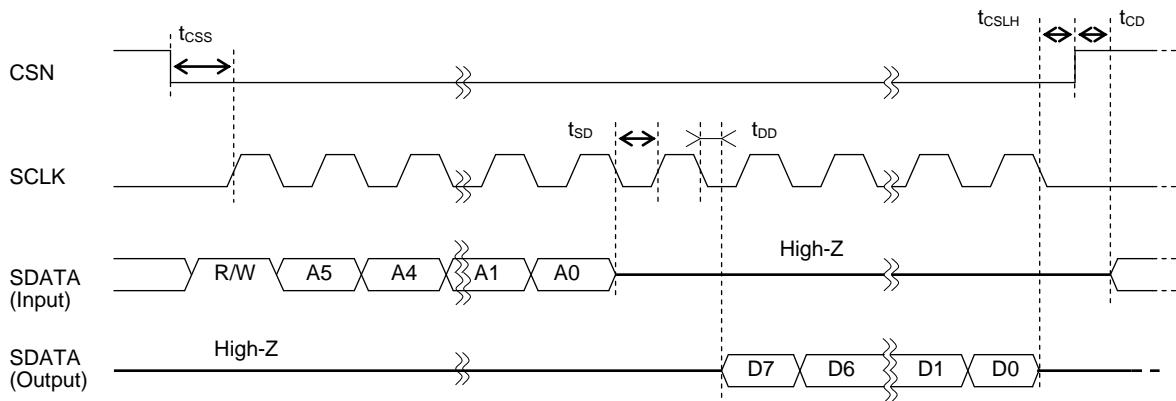 tCSS
tCSLH
tCD
CSN
tSD
tDD
SCLK
High-Z
SDATA
(Input)
R/W
A5
A4
A1
A0
High-Z
SDATA
(Output)
D7
D6
D1
D0